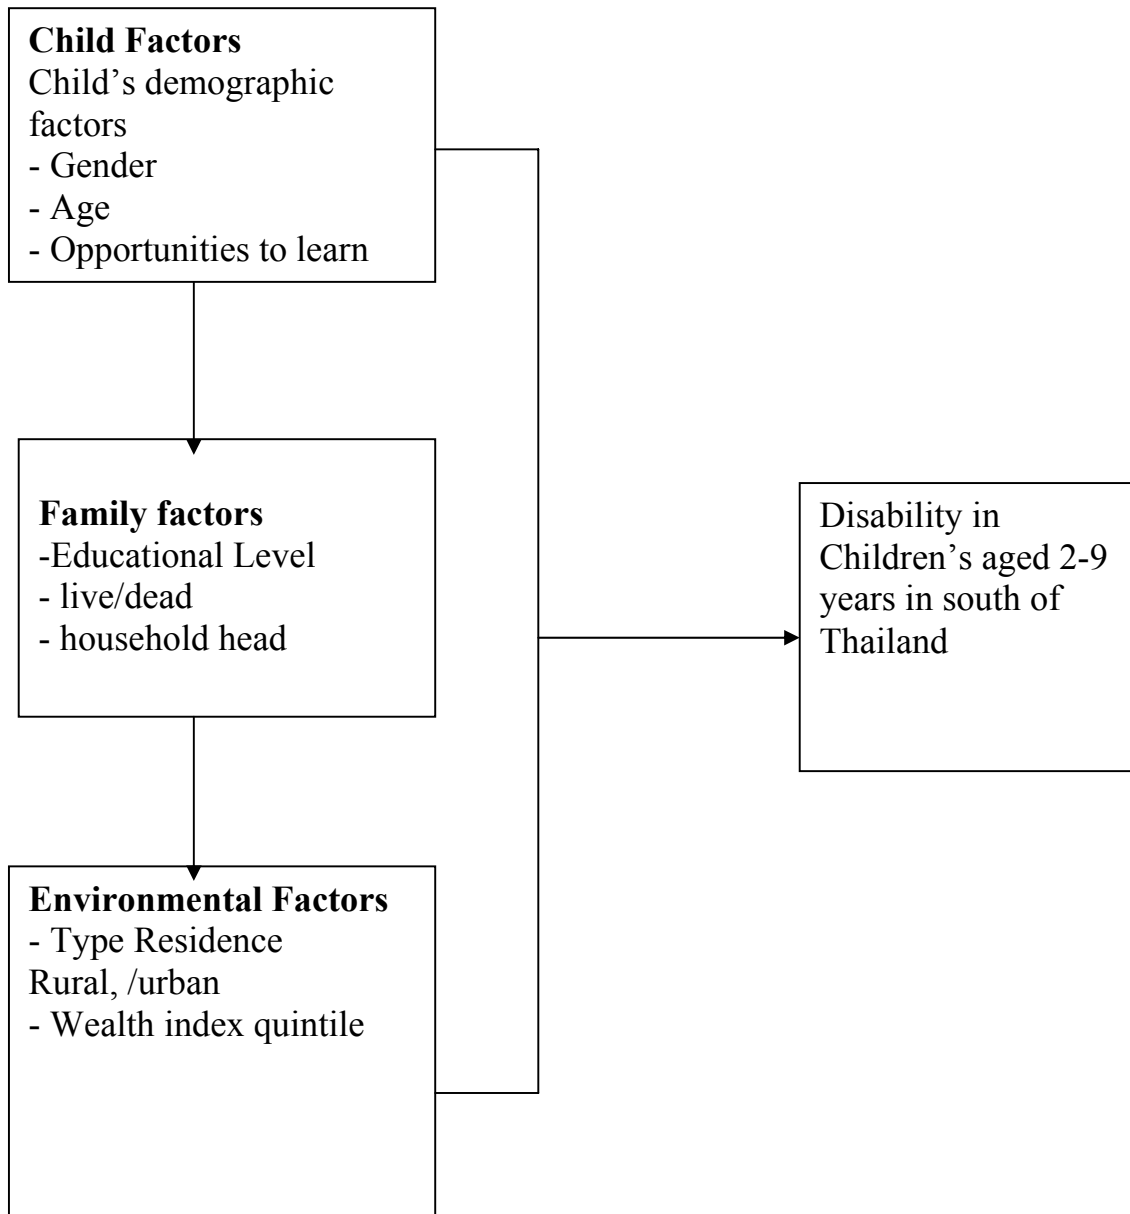 Child Factors
Child’s demographic
factors
- Gender
- Age
- Opportunities to learn
Family factors
-Educational Level
- live/dead
- household head
Environmental Factors
- Type Residence
Rural, /urban
- Wealth index quintile
Disability in
Children’s aged 2-9
years in south of
Thailand